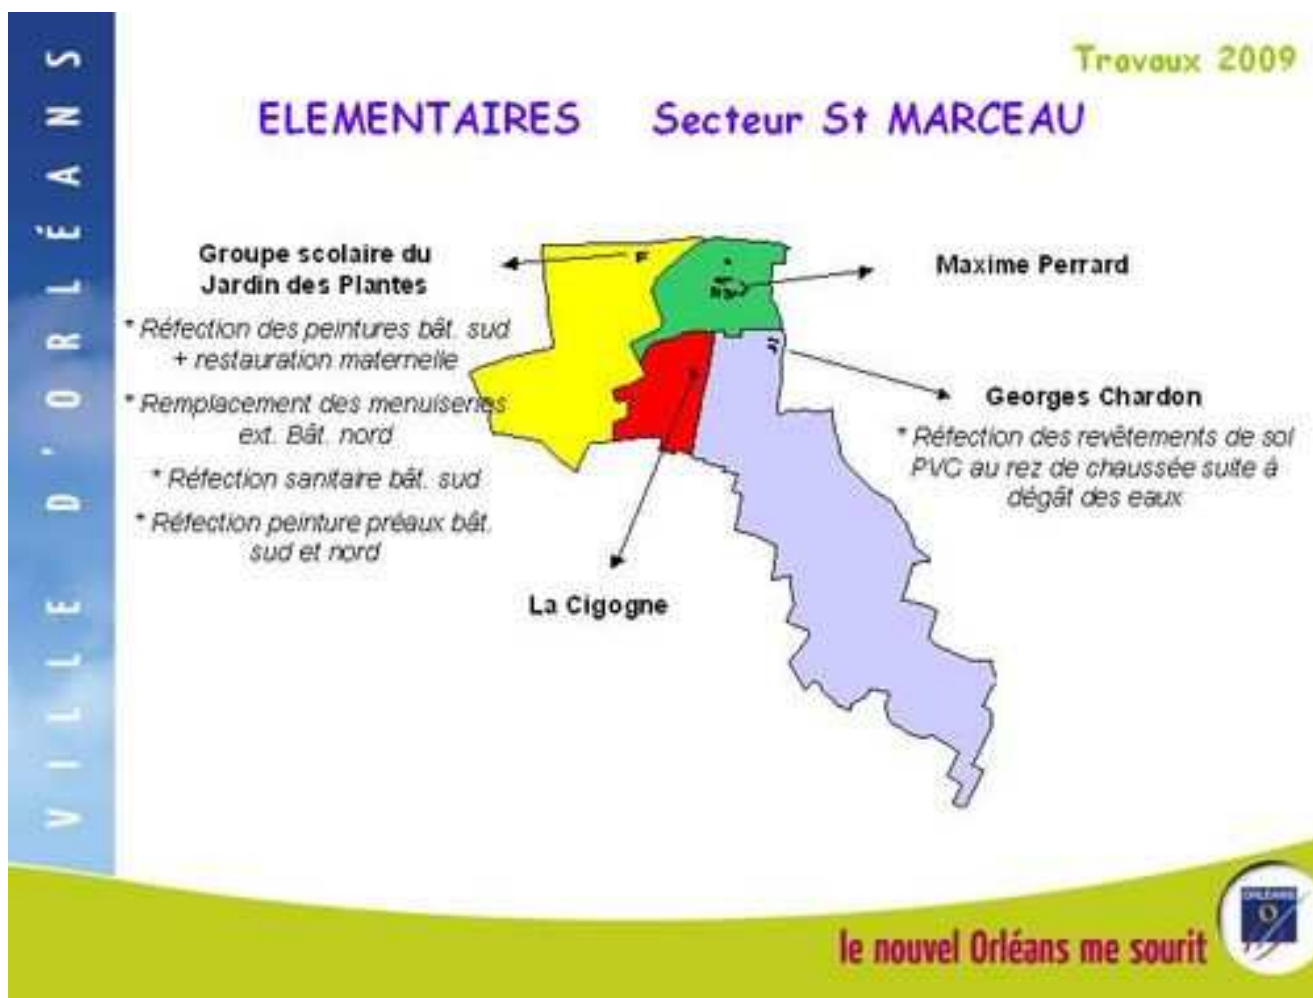 VILLE D'ORLÉANS
Travaux 2009
ELEMENTAIRES Secteur St MARCEAU
Groupe scolaire du
Jardin des Plantes
* Réfection des peintures bât. sud
+ restauration maternelle
* Remplacement des menuiseries
ext. Bât. nord
* Réfection sanitaire bât. sud
* Réfection peinture préaux bât.
sud et nord
Maxime Perrard
Georges Chardon
* Réfection des revêtements de sol
PVC au rez de chaussée suite à
dégât des eaux
La Cigogne
le nouvel Orléans me sourit
ORLÉANS